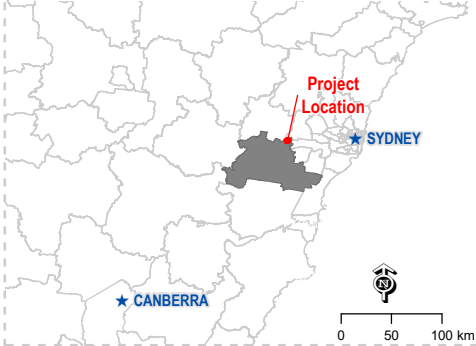 Project
Location
SYDNEY
CANBERRA
N
0 50 100 km